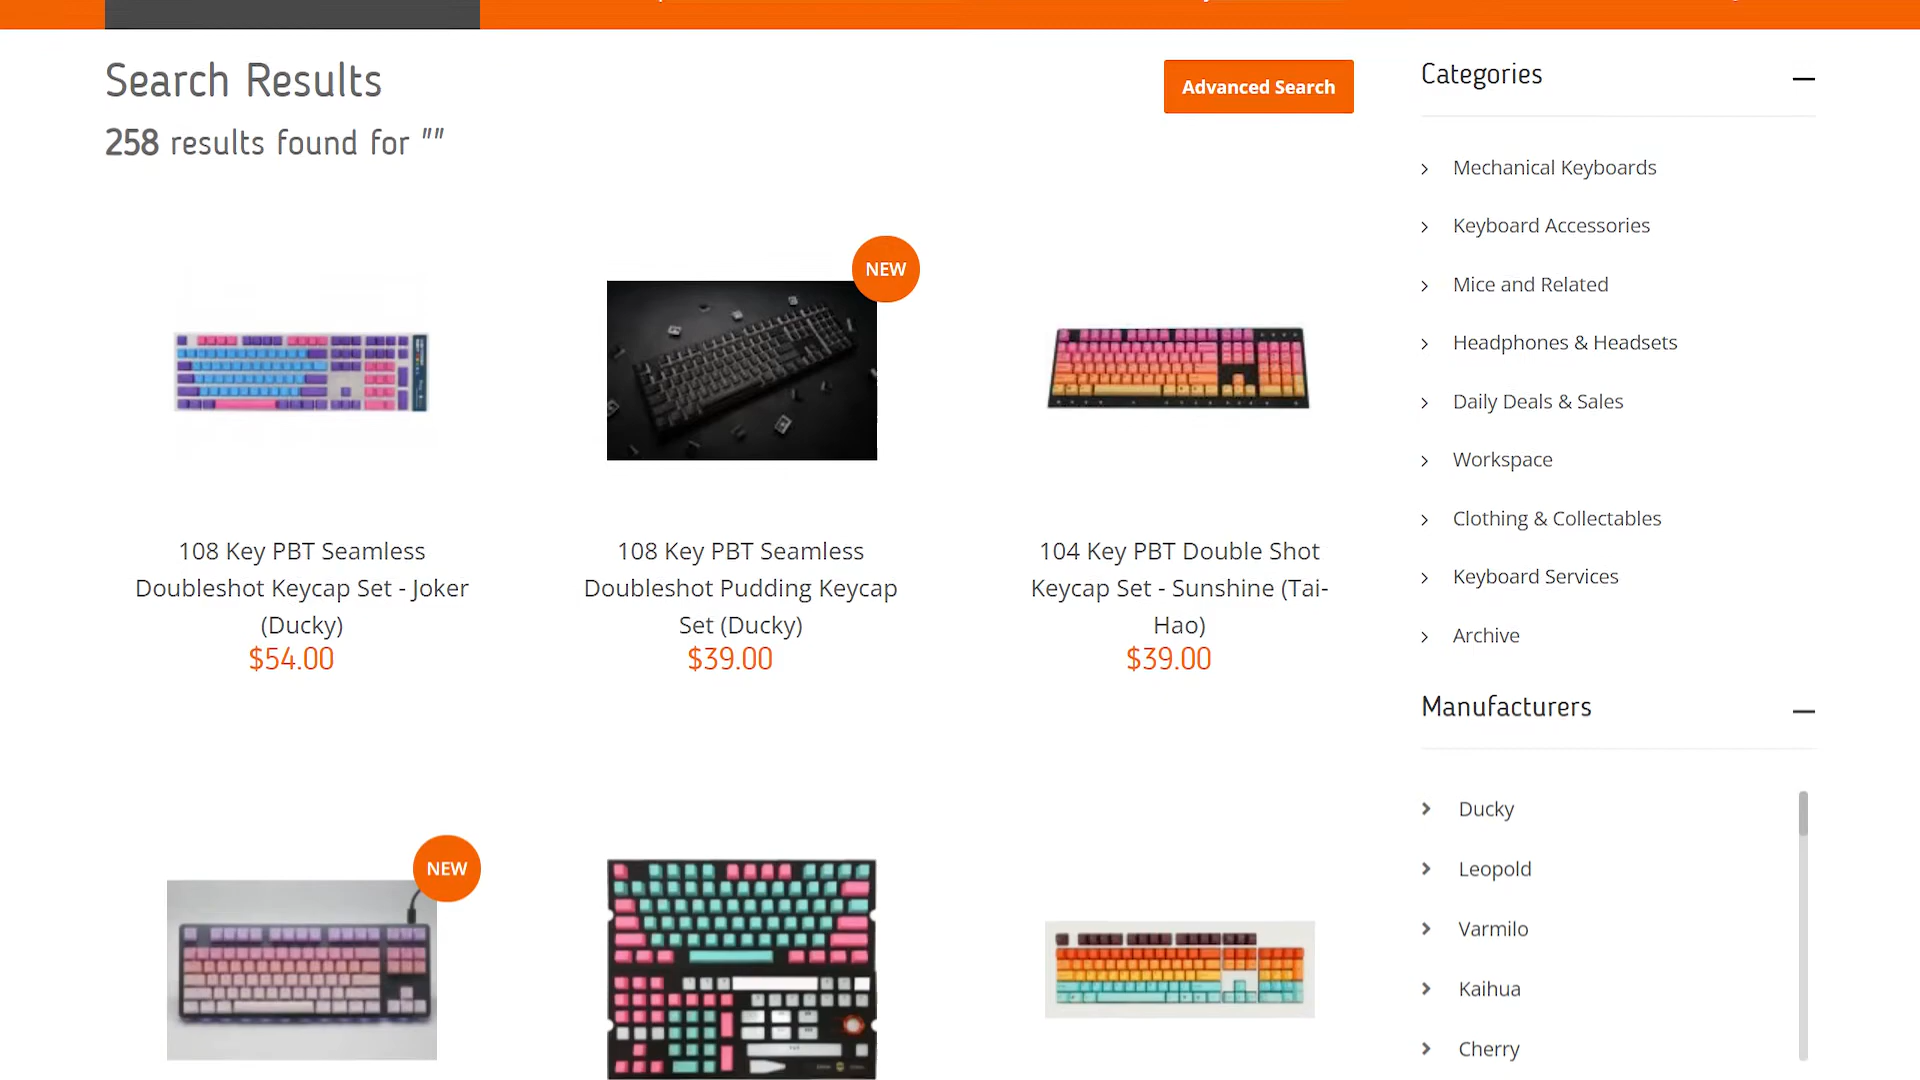 Search Results
258 results found for ""
Advanced Search
NEW
108 Key PBT Seamless
Doubleshot Keycap Set - Joker
(Ducky)
$54.00
108 Key PBT Seamless
Doubleshot Pudding Keycap
Set (Ducky)
$39.00
104 Key PBT Double Shot
Keycap Set - Sunshine (Tai-
Hao)
$39.00
NEW
Categories
Mechanical Keyboards
Keyboard Accessories
Mice and Related
Headphones & Headsets
Daily Deals & Sales
Workspace
Clothing & Collectables
Keyboard Services
Archive
Manufacturers
Ducky
Leopold
Varmilo
Kaihua
Cherry